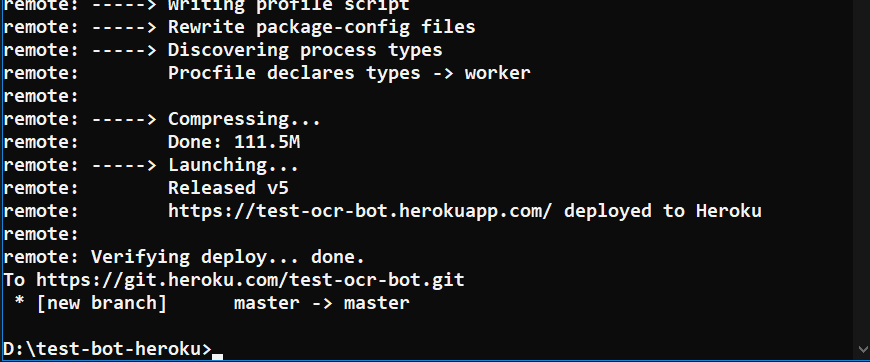 remote: -----> Writing profile script
remote: -----> Rewrite package-config files
remote: -----> Discovering process types
remote:        Procfile declares types -> worker
remote:
remote: -----> Compressing...
remote:        Done: 111.5M
remote: -----> Launching...
remote:        Released v5
remote:        https://test-ocr-bot.herokuapp.com/ deployed to Heroku
remote:
remote: Verifying deploy... done.
To https://git.heroku.com/test-ocr-bot.git
 * [new branch]      master -> master
D:\test-bot-heroku>